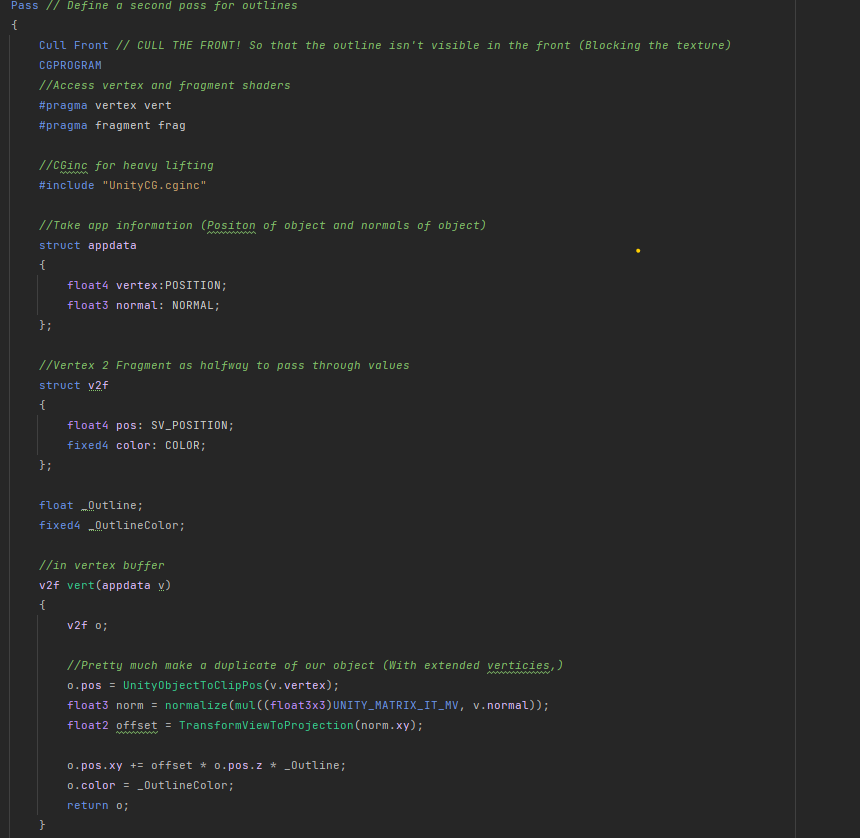 Pass // Define a second pass for outlines
{
Cull Front // CULL THE FRONT! So that the outline isn't visible in the front (Blocking the texture)
CGPROGRAM
//Access vertex and fragment shaders
#pragma vertex vert
#pragma fragment frag
//CGinc for heavy lifting
#include "UnityCG.cginc"
//Take app information (Positon of object and normals of object)
struct appdata
{
float4 vertex:POSITION;
float3 normal: NORMAL;
};
//Vertex 2 Fragment as halfway to pass through values
struct v2f
{
float4 pos: SV_POSITION;
fixed4 color: COLOR;
};
float _Outline;
fixed4 _OutlineColor;
//in vertex buffer
v2f vert(appdata v)
{
v2f o;
//Pretty much make a duplicate of our object (With extended verticies,)
o.pos = UnityObjectToClipPos(v.vertex);
float3 norm = normalize(mul((float3x3)UNITY_MATRIX_IT_MV, v.normal));
float2 offset = TransformViewToProjection(norm.xy);
o.pos.xy += offset * o.pos.z * _Outline;
o.color = _OutlineColor;
return o;
}